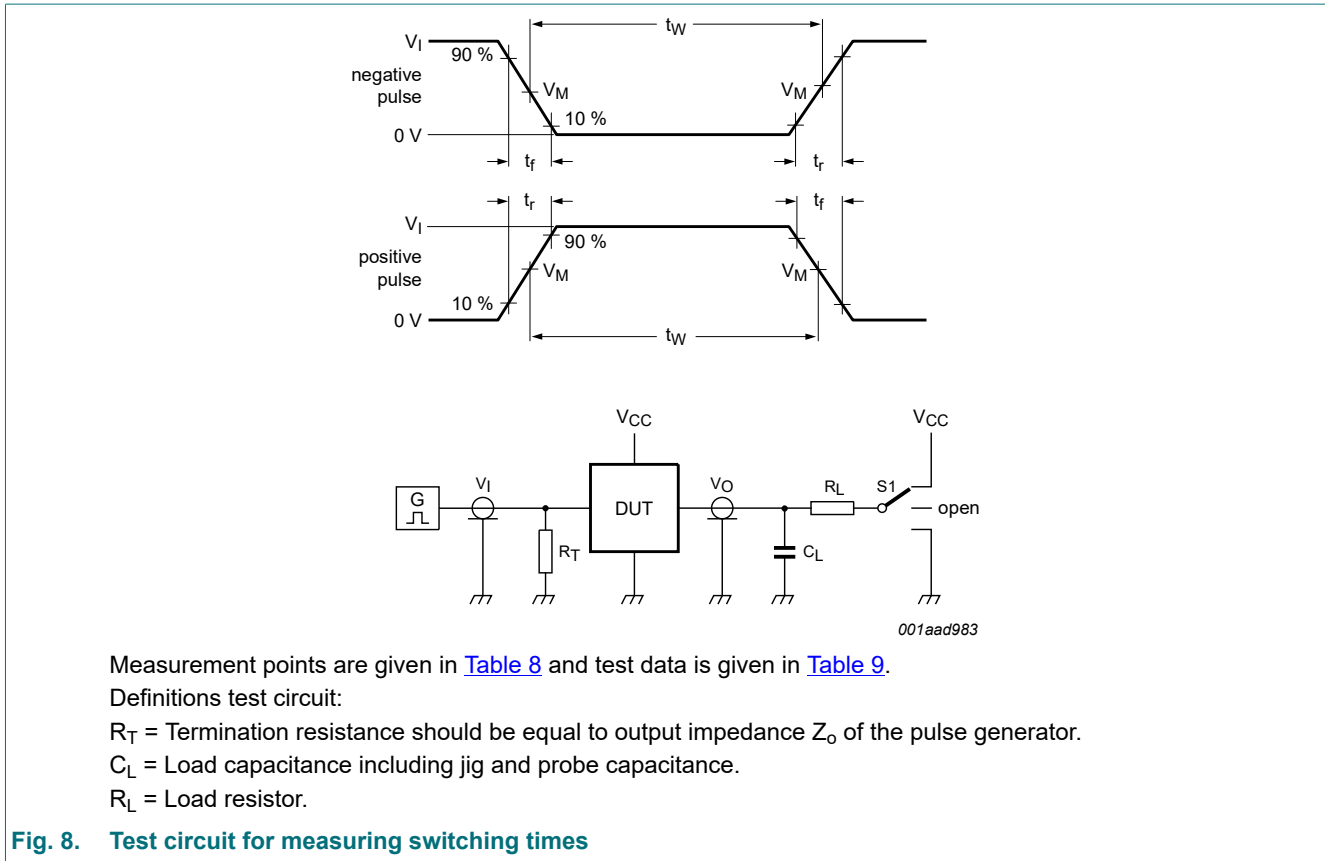 tW
VI
90 %
negative
pulse
VM
VM
10 %
0 V
tf
tr
tr
tf
VI
90 %
positive
pulse
VM
VM
10 %
0 V
tW
VCC
VCC
G
VI
DUT
VO
RL
S1
open
RT
CL
001aad983
Measurement points are given in Table 8 and test data is given in Table 9.
Definitions test circuit:
RT = Termination resistance should be equal to output impedance Zo of the pulse generator.
CL = Load capacitance including jig and probe capacitance.
RL = Load resistor.
Fig. 8. Test circuit for measuring switching times